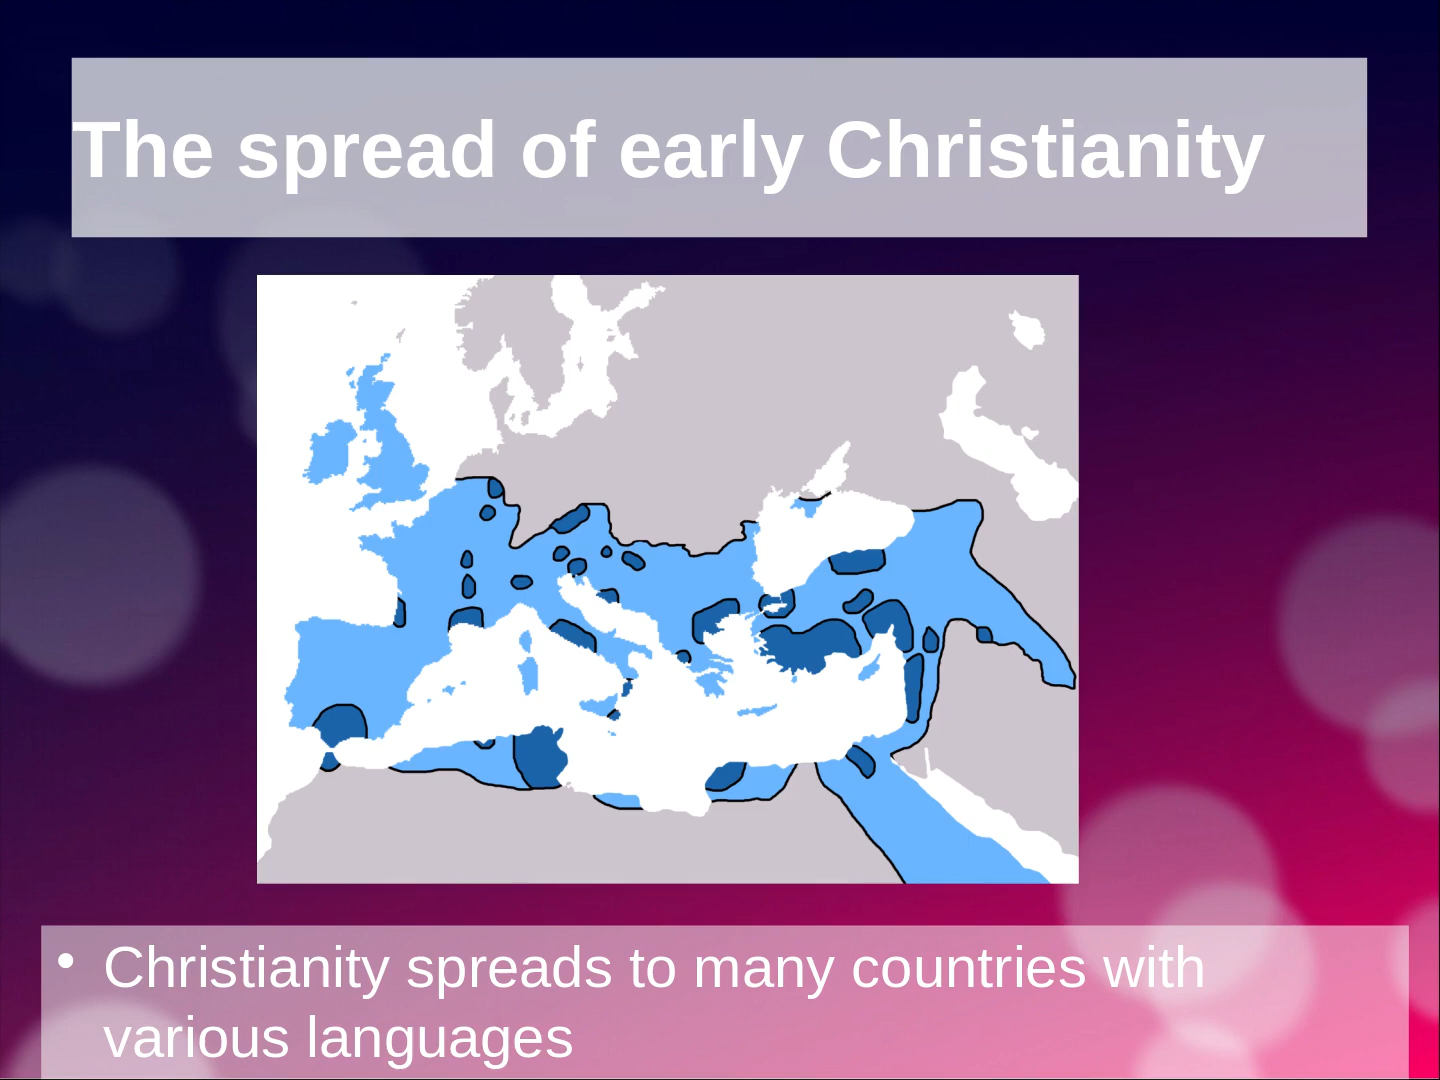 The spread of early Christianity
• Christianity spreads to many countries with
various languages